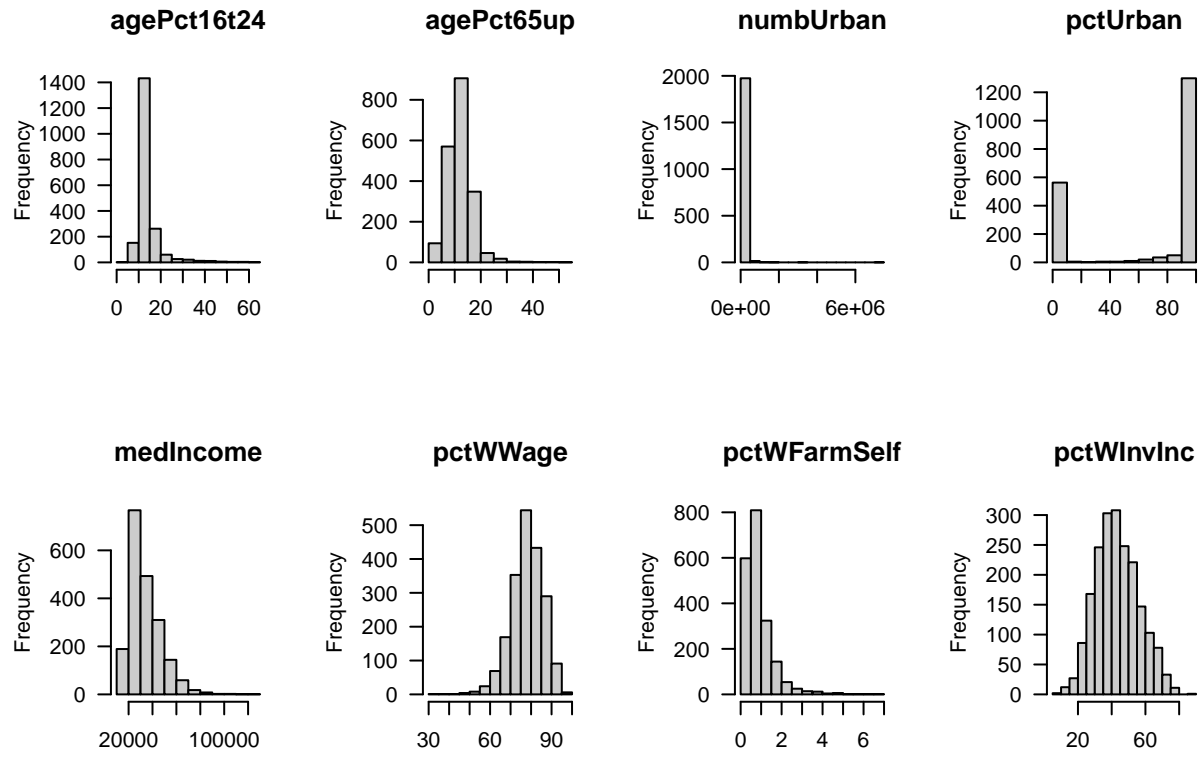 agePct16t24
Frequency
1400
1200
1000
800
600
400
200
0
0 20 40 60
agePct65up
Frequency
800
600
400
200
0
0 20 40
numbUrban
Frequency
2000
1500
1000
500
0
0e+00 6e+06
pctUrban
Frequency
1200
1000
800
600
400
200
0
0 40 80
medIncome
Frequency
600
400
200
0
20000 100000
pctWWage
Frequency
500
400
300
200
100
0
30 60 90
pctWFarmSelf
Frequency
800
600
400
200
0
0 2 4 6
pctWInvInc
Frequency
300
250
200
150
100
50
0
20 60